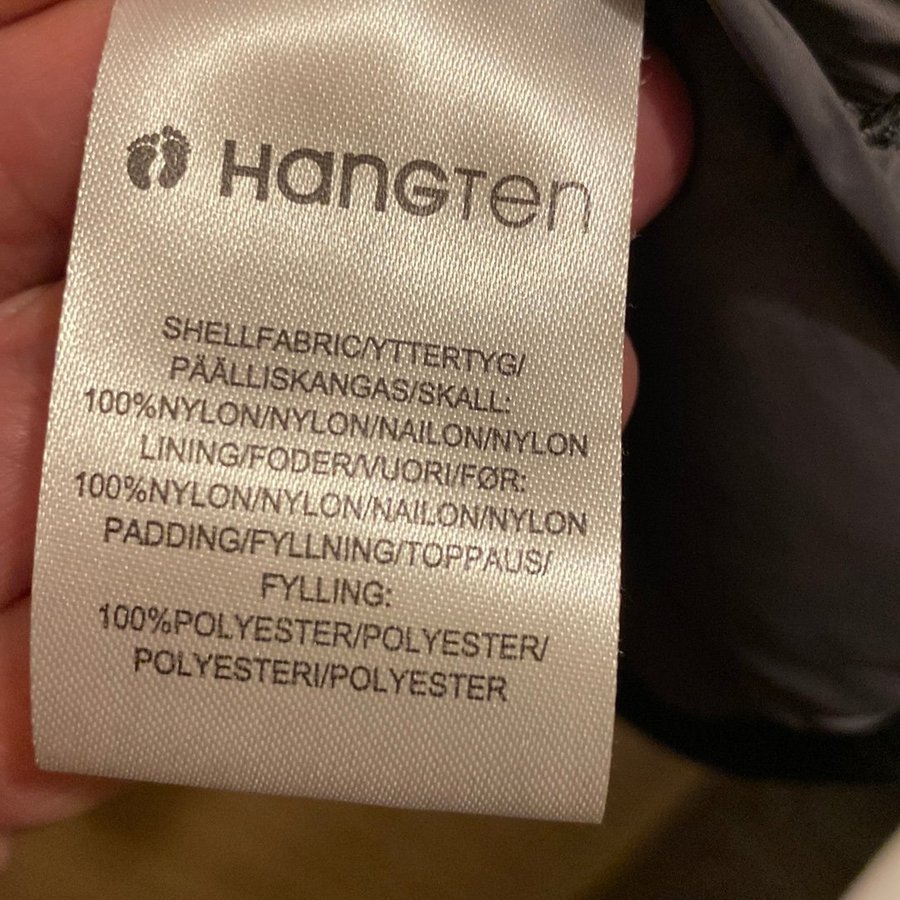 HangTen
SHELLFABRIC/YTTERTYG/
PÄÄLLISKANGAS/SKALL:
100%NYLON/NYLON/NAILON/NYLON
LINING/FODER/VUORI/FØR:
100%NYLON/NYLON/NAILON/NYLON
PADDING/FYLLNING/TOPPAUS/
FYLLING:
100%POLYESTER/POLYESTER/
POLYESTERI/POLYESTER